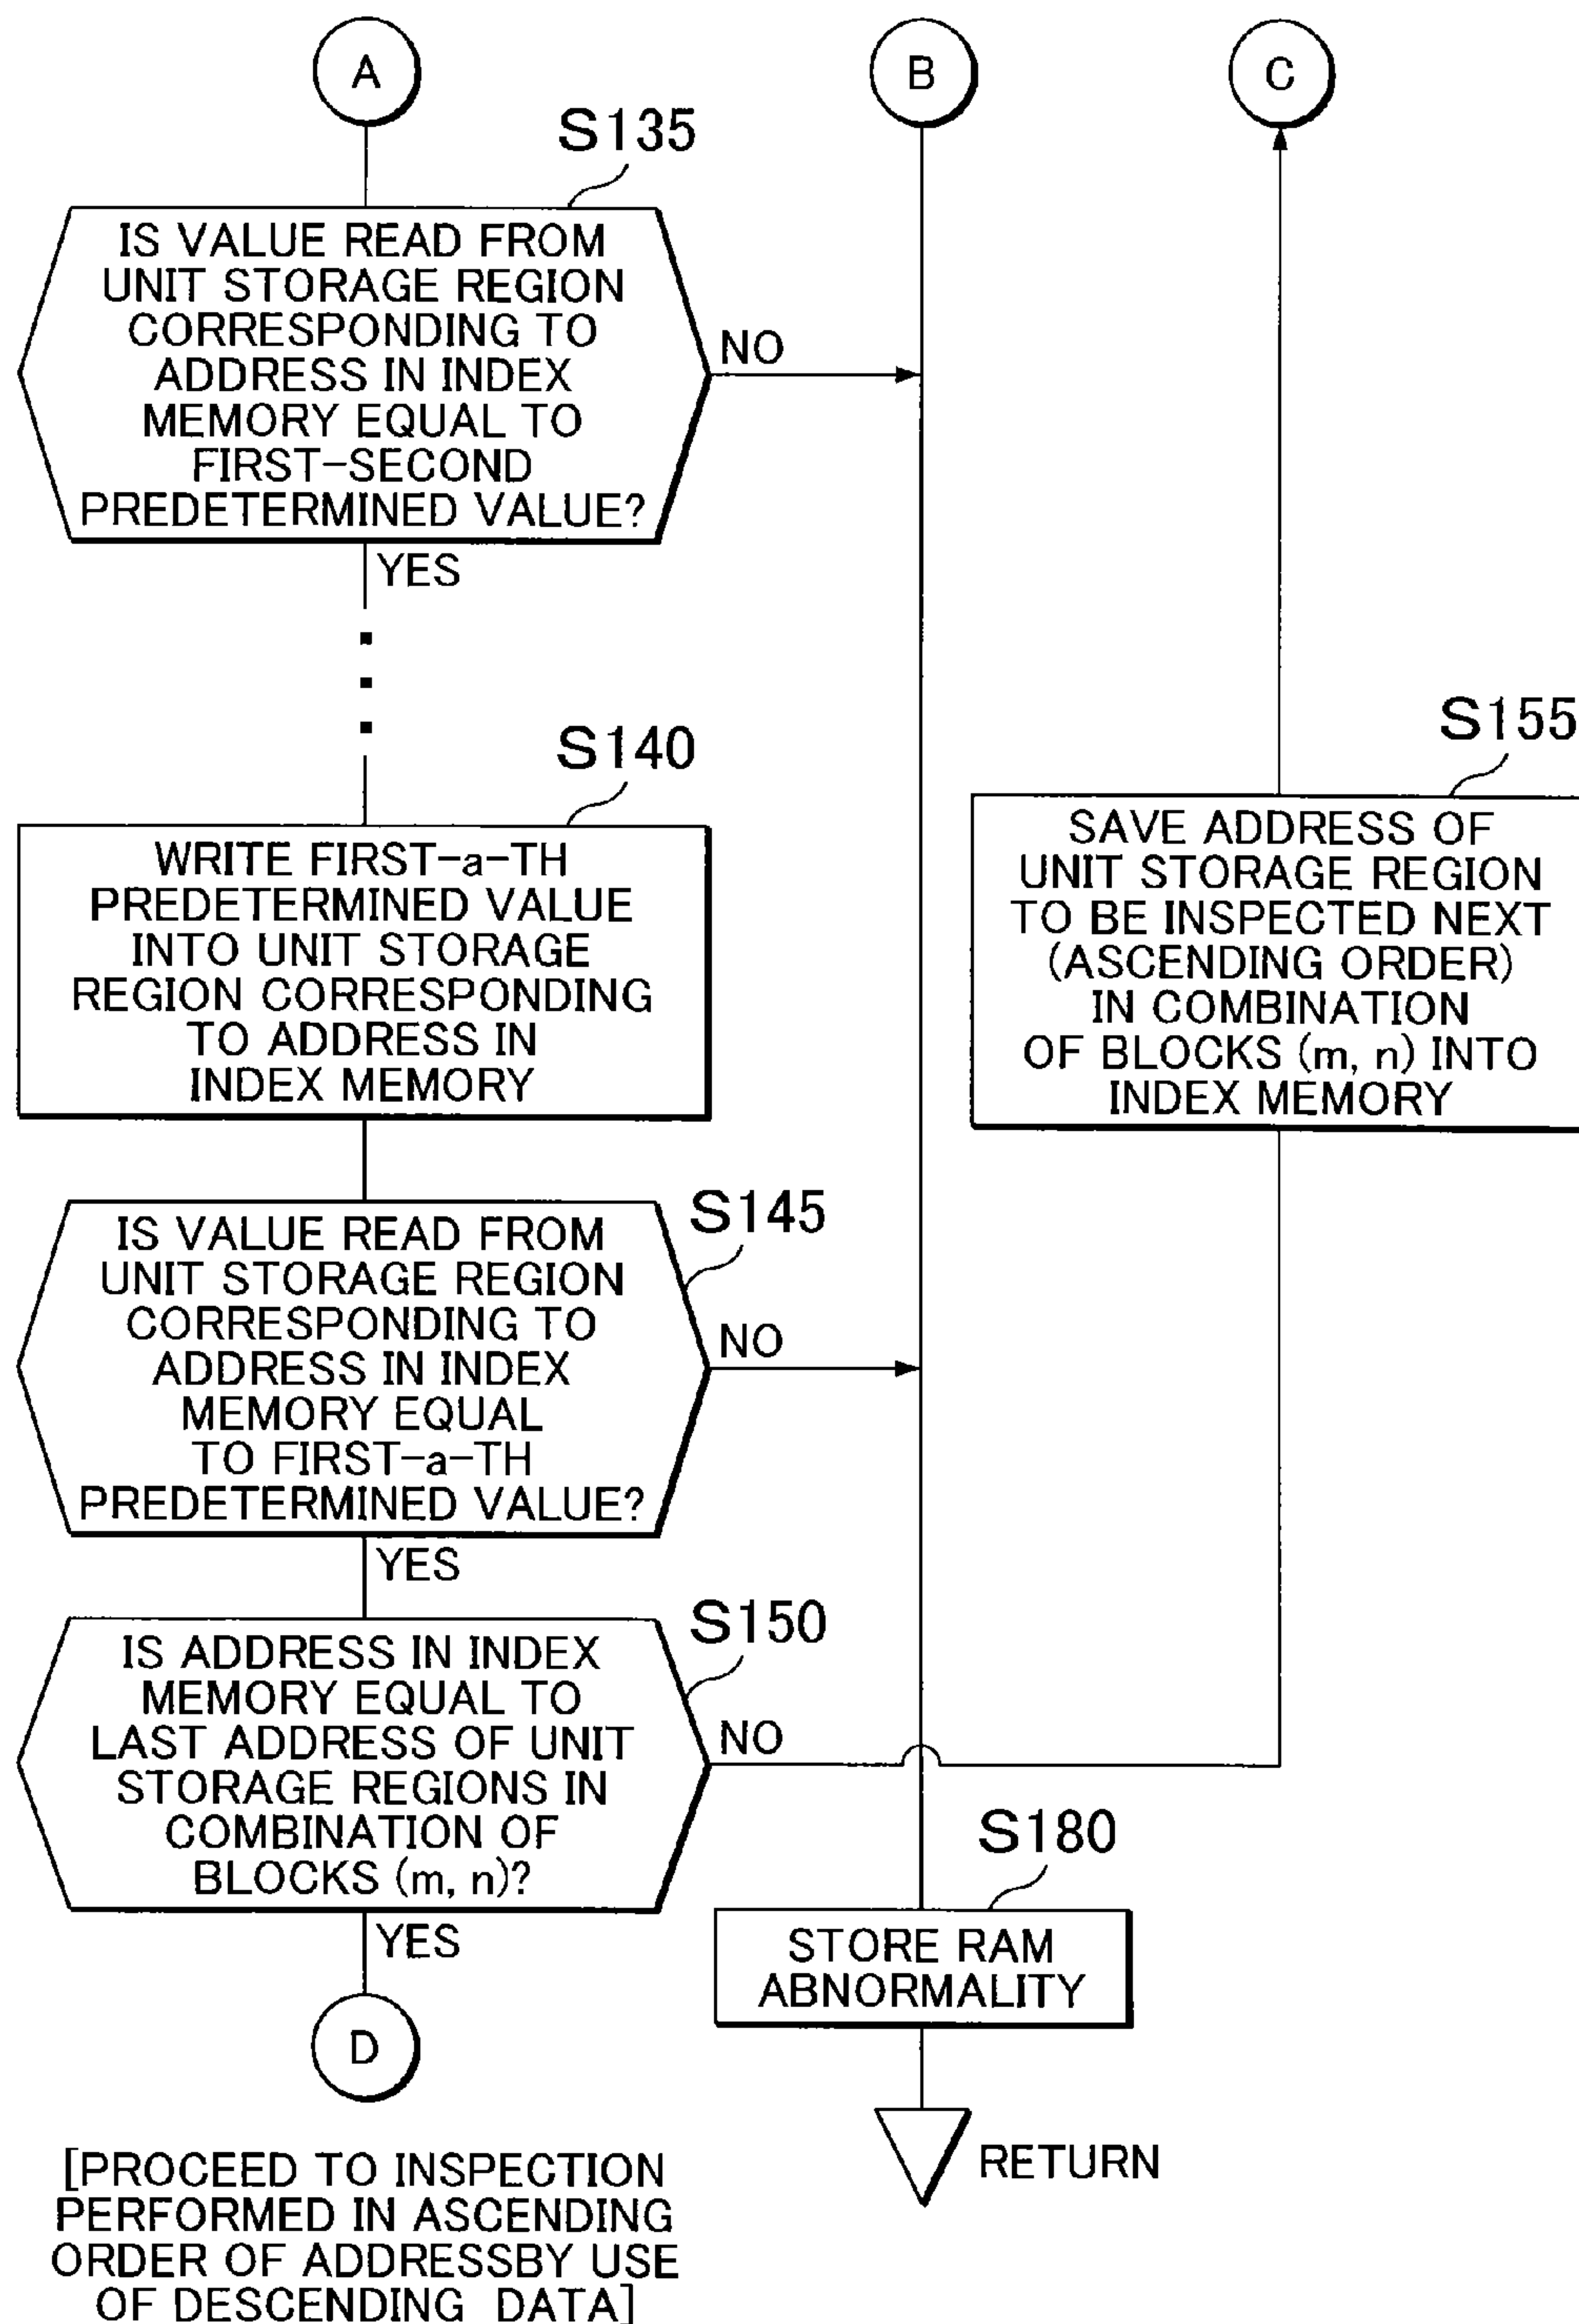 A
B
C
S135
IS VALUE READ FROM
UNIT STORAGE REGION
CORRESPONDING TO
ADDRESS IN INDEX
MEMORY EQUAL TO
FIRST-SECOND
PREDETERMINED VALUE?
NO
YES
S140
WRITE FIRST-a-TH
PREDETERMINED VALUE
INTO UNIT STORAGE
REGION CORRESPONDING
TO ADDRESS IN
INDEX MEMORY
S155
SAVE ADDRESS OF
UNIT STORAGE REGION
TO BE INSPECTED NEXT
(ASCENDING ORDER)
IN COMBINATION
OF BLOCKS (m, n) INTO
INDEX MEMORY
S145
IS VALUE READ FROM
UNIT STORAGE REGION
CORRESPONDING TO
ADDRESS IN INDEX
MEMORY EQUAL
TO FIRST-a-TH
PREDETERMINED VALUE?
NO
YES
S150
IS ADDRESS IN INDEX
MEMORY EQUAL TO
LAST ADDRESS OF UNIT
STORAGE REGIONS IN
COMBINATION OF
BLOCKS (m, n)?
NO
YES
S180
STORE RAM
ABNORMALITY
D
RETURN
[PROCEED TO INSPECTION
PERFORMED IN ASCENDING
ORDER OF ADDRESSBY USE
OF DESCENDING DATA]